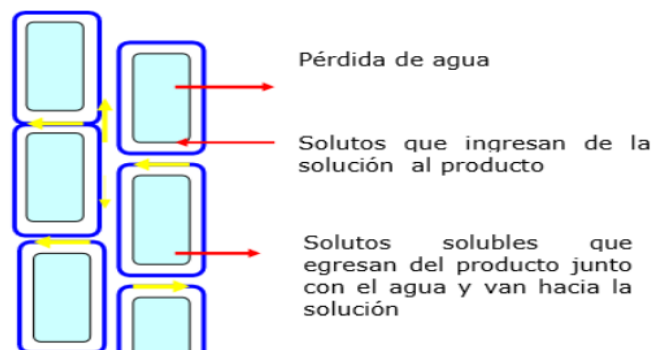 Pérdida de agua
Solutos que ingresan de la
solución al producto
Solutos solubles que
egresan del producto junto
con el agua y van hacia la
solución